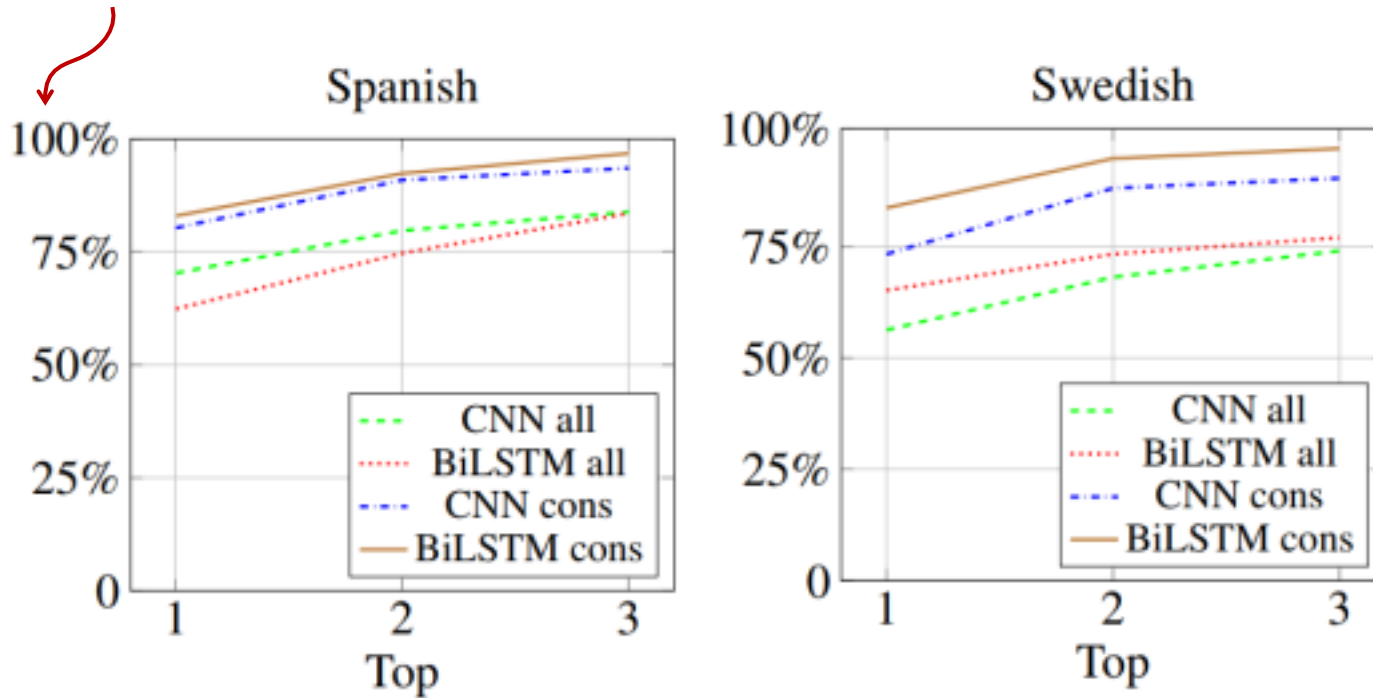 Spanish
100%
75%
50%
25%
0
1 2 3
Top
CNN all
BiLSTM all
CNN cons
BiLSTM cons
Swedish
100%
75%
50%
25%
0
1 2 3
Top
CNN all
BiLSTM all
CNN cons
BiLSTM cons